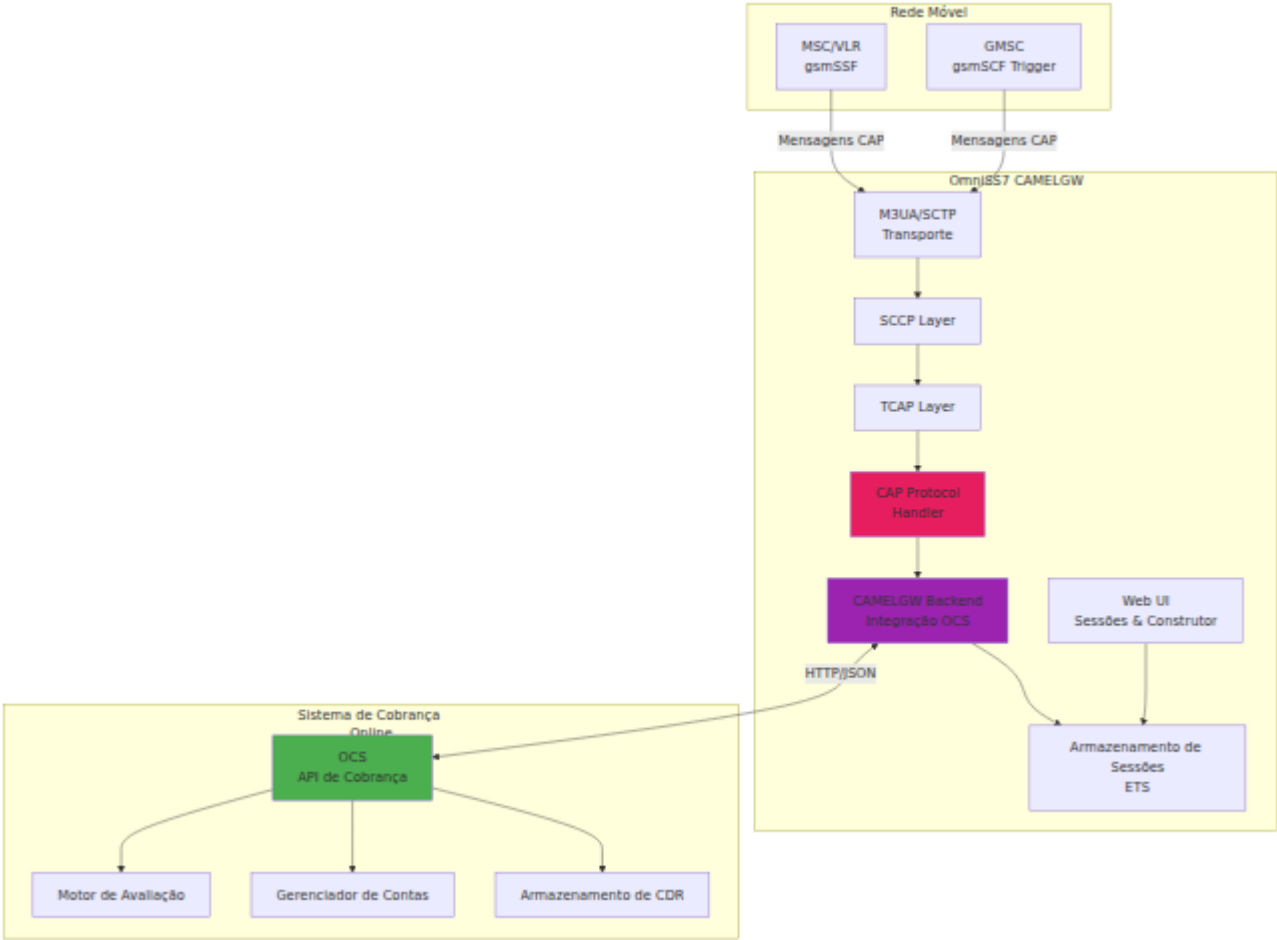 Rede Móvel
MSC/VLR
gsmSSF
GMSC
gsmSCF Trigger
Mensagens CAP
Mensagens CAP
OmniSS7 CAMELGW
M3UA/SCTP
Transporte
SCCP Layer
TCAP Layer
CAP Protocol
Handler
CAMELGW Backend
Integração OCS
Web UI
Sessões & Construtor
HTTP/JSON
Armazenamento de
Sessões
ETS
Sistema de Cobrança
Online
OCS
API de Cobrança
Motor de Avaliação
Gerenciador de Contas
Armazenamento de CDR